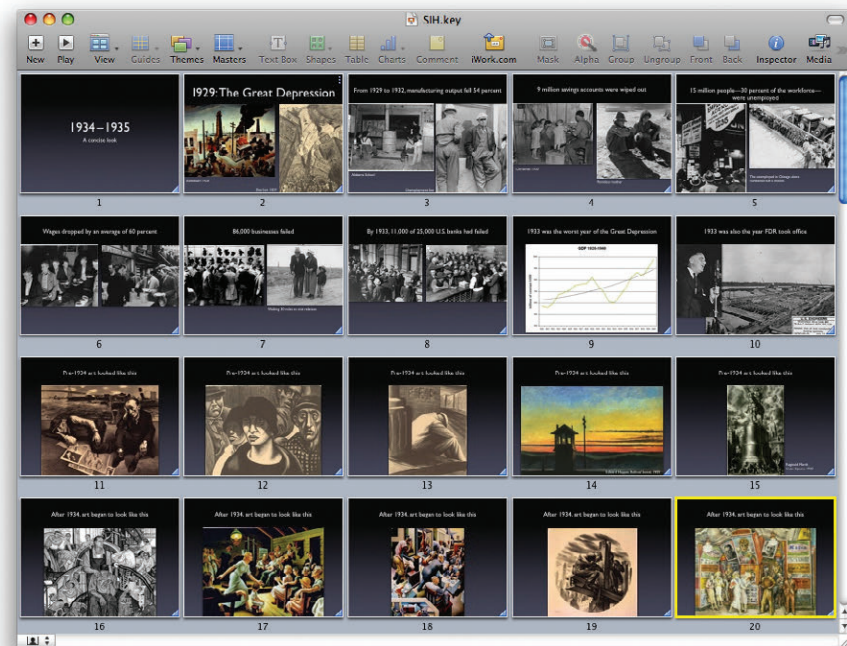 SIH.key
New Play View Guides Themes Masters Text Box Shapes Table Charts Comment iWork.com Mask Alpha Group Ungroup Front Back Inspector Media
1934–1935
A concise look
1
1929: The Great Depression
2
From 1929 to 1932, manufacturing output fell 54 percent
3
9 million savings accounts were wiped out
4
15 million people—30 percent of the workforce—
were unemployed
5
Wages dropped by an average of 60 percent
6
86,000 businesses failed
7
By 1933, 11,000 of 25,000 U.S. banks had failed
8
1933 was the worst year of the Great Depression
9
1933 was also the year FDR took office
10
Pre-1934 art looked like this
11
Pre-1934 art looked like this
12
Pre-1934 art looked like this
13
Pre-1934 art looked like this
14
Pre-1934 art looked like this
15
After 1934, art began to look like this
16
After 1934, art began to look like this
17
After 1934, art began to look like this
18
After 1934, art began to look like this
19
After 1934, art began to look like this
20